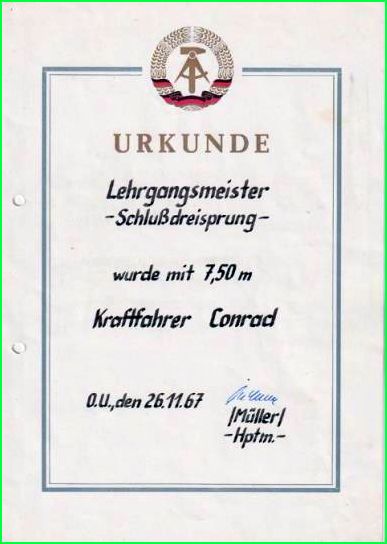 URKUNDE
Lehrgangsmeister
-Schlußdreisprung-
wurde mit 7,50 m
Kraftfahrer Conrad
O.U., den 26.11.67
/Müller/
-Hptm.-